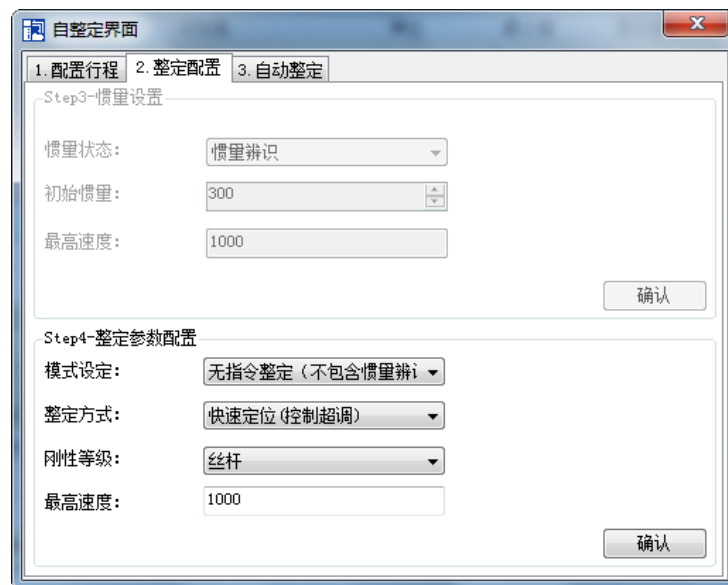 自整定界面
1.配置行程 2.整定配置 3.自动整定
Step3-惯量设置
惯量状态: 惯量辨识
初始惯量: 300
最高速度: 1000
确认
Step4-整定参数配置
模式设定: 无指令整定（不包含惯量辨
整定方式: 快速定位(控制超调)
刚性等级: 丝杆
最高速度: 1000
确认